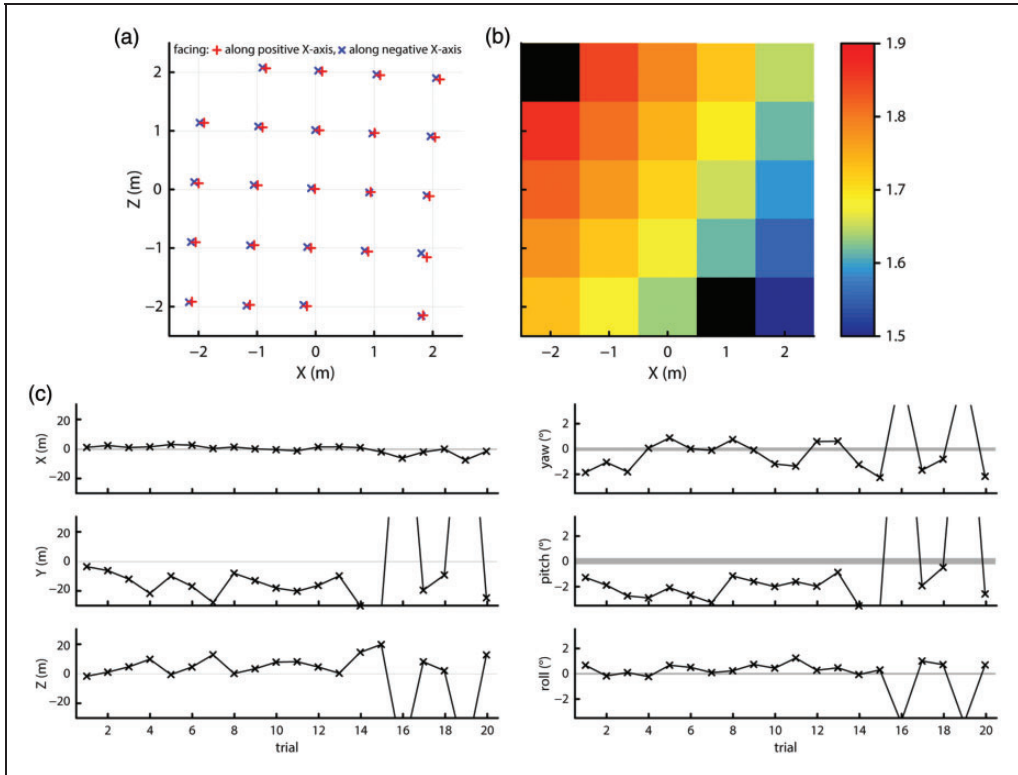 (a)
facing: + along positive X-axis, × along negative X-axis
2
1
0
−1
−2
Z (m)
−2 −1 0 1 2
X (m)
(b)
−2 −1 0 1 2
X (m)
1.9
1.8
1.7
1.6
1.5
(c)
20
0
−20
X (m)
20
0
−20
Y (m)
20
0
−20
Z (m)
2 4 6 8 10 12 14 16 18 20
trial
2
0
−2
yaw (°)
2
0
−2
pitch (°)
2
0
−2
roll (°)
2 4 6 8 10 12 14 16 18 20
trial